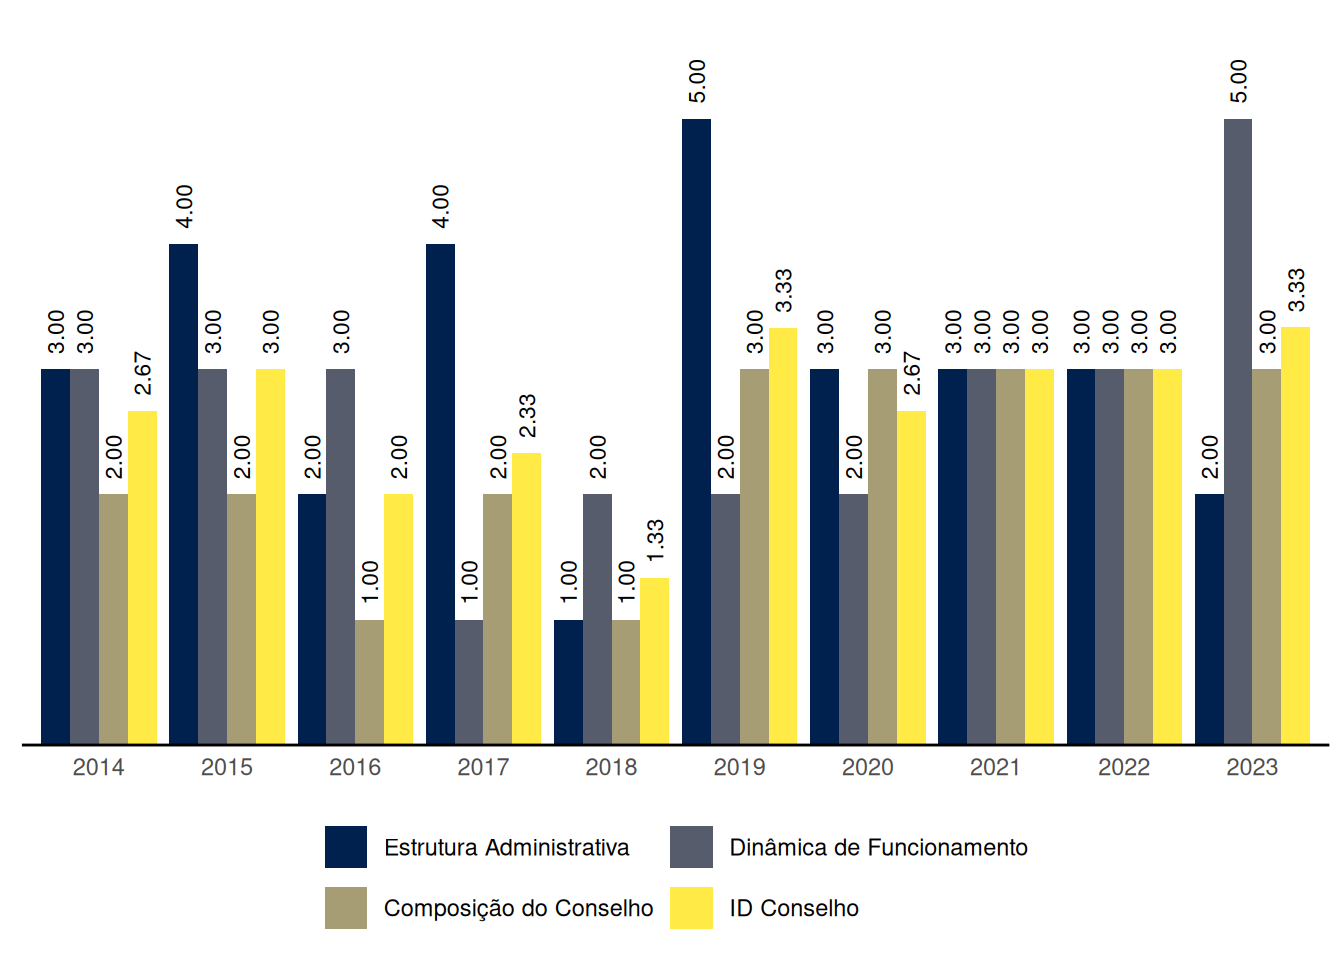 3.00 3.00 2.00 2.67 4.00 3.00 2.00 3.00 2.00 3.00 1.00 2.00 4.00 1.00 2.00 2.33 1.00 2.00 1.00 1.33 5.00 2.00 3.00 3.33 3.00 2.00 3.00 2.67 3.00 3.00 3.00 3.00 3.00 3.00 3.00 3.00 2.00 5.00 3.00 3.33
2014 2015 2016 2017 2018 2019 2020 2021 2022 2023
Estrutura Administrativa Dinâmica de Funcionamento
Composição do Conselho ID Conselho